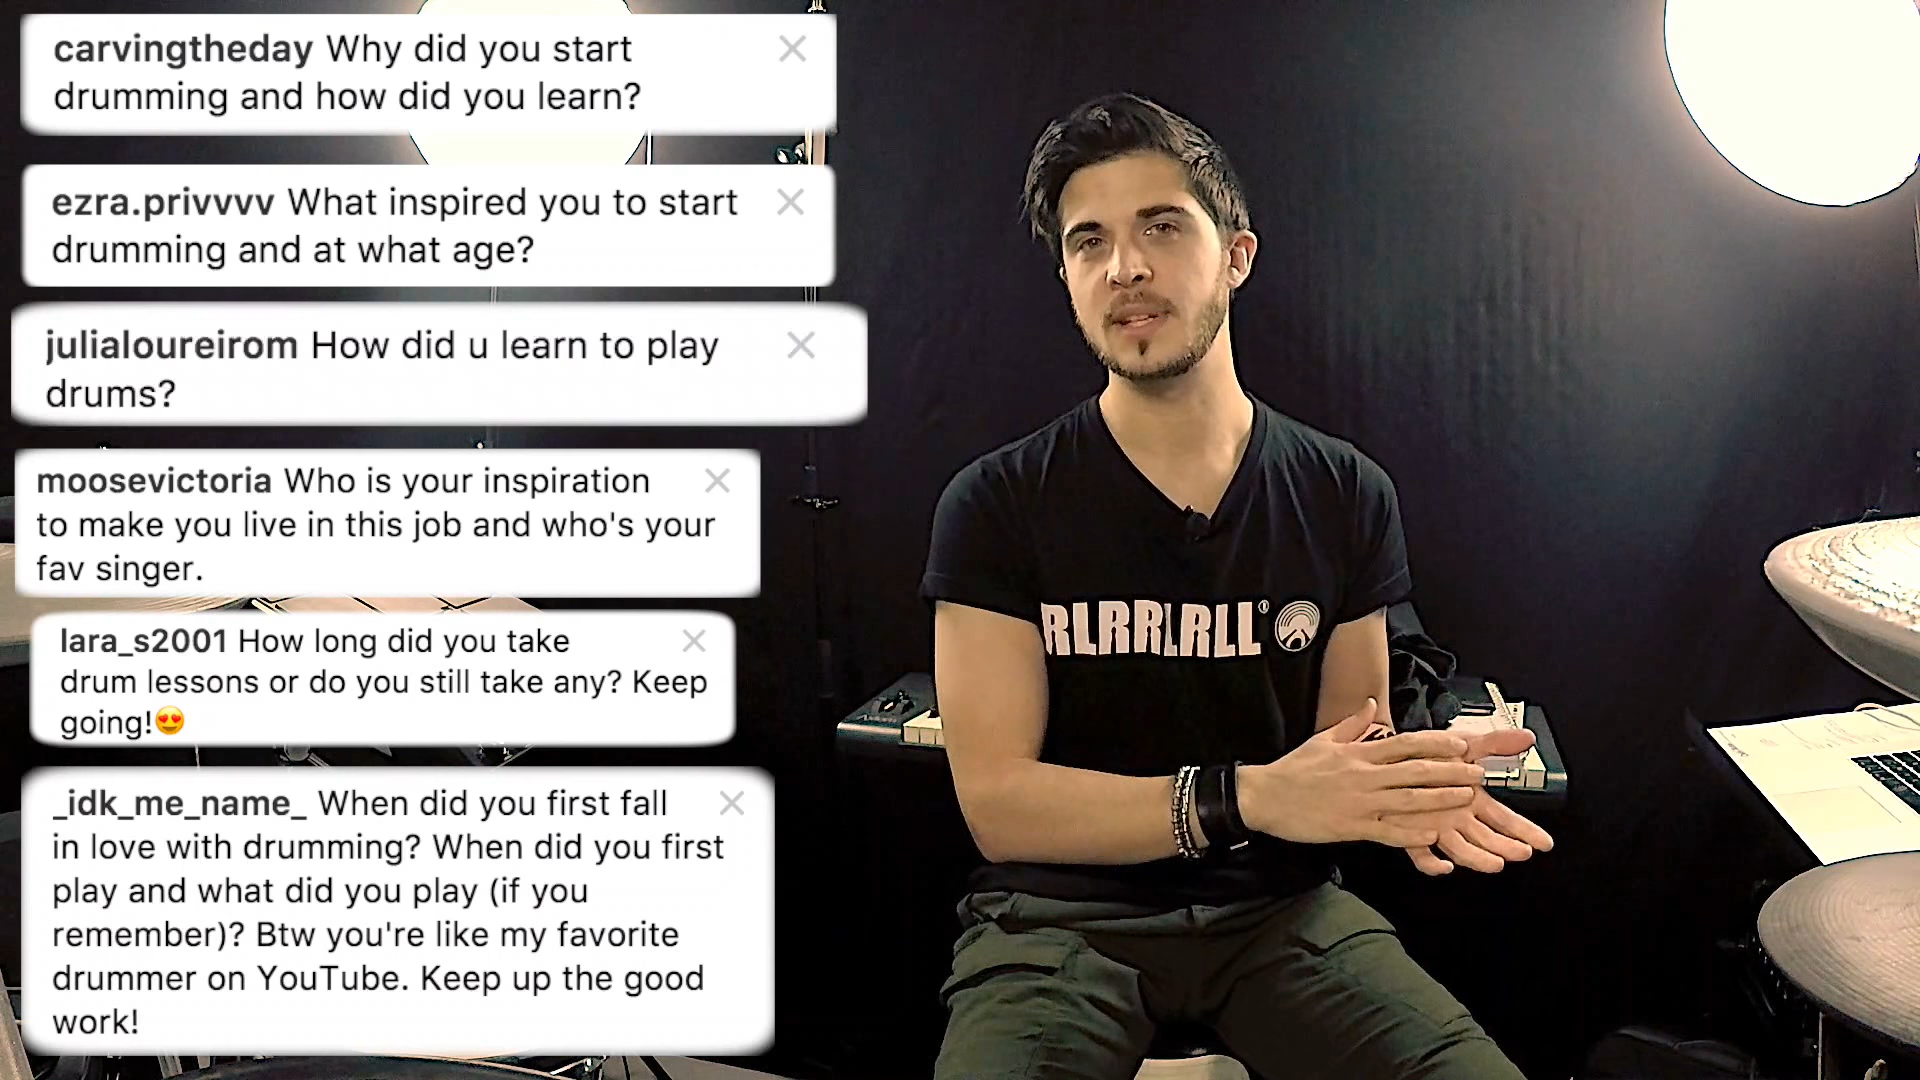 carvingtheday Why did you start
drumming and how did you learn?
ezra.privvvv What inspired you to start
drumming and at what age?
julialoureirom How did u learn to play
drums?
moosevictoria Who is your inspiration
to make you live in this job and who's your
fav singer.
lara_s2001 How long did you take
drum lessons or do you still take any? Keep
going!😍
_idk_me_name_ When did you first fall
in love with drumming? When did you first
play and what did you play (if you
remember)? Btw you're like my favorite
drummer on YouTube. Keep up the good
work!
RLRRLRLL®